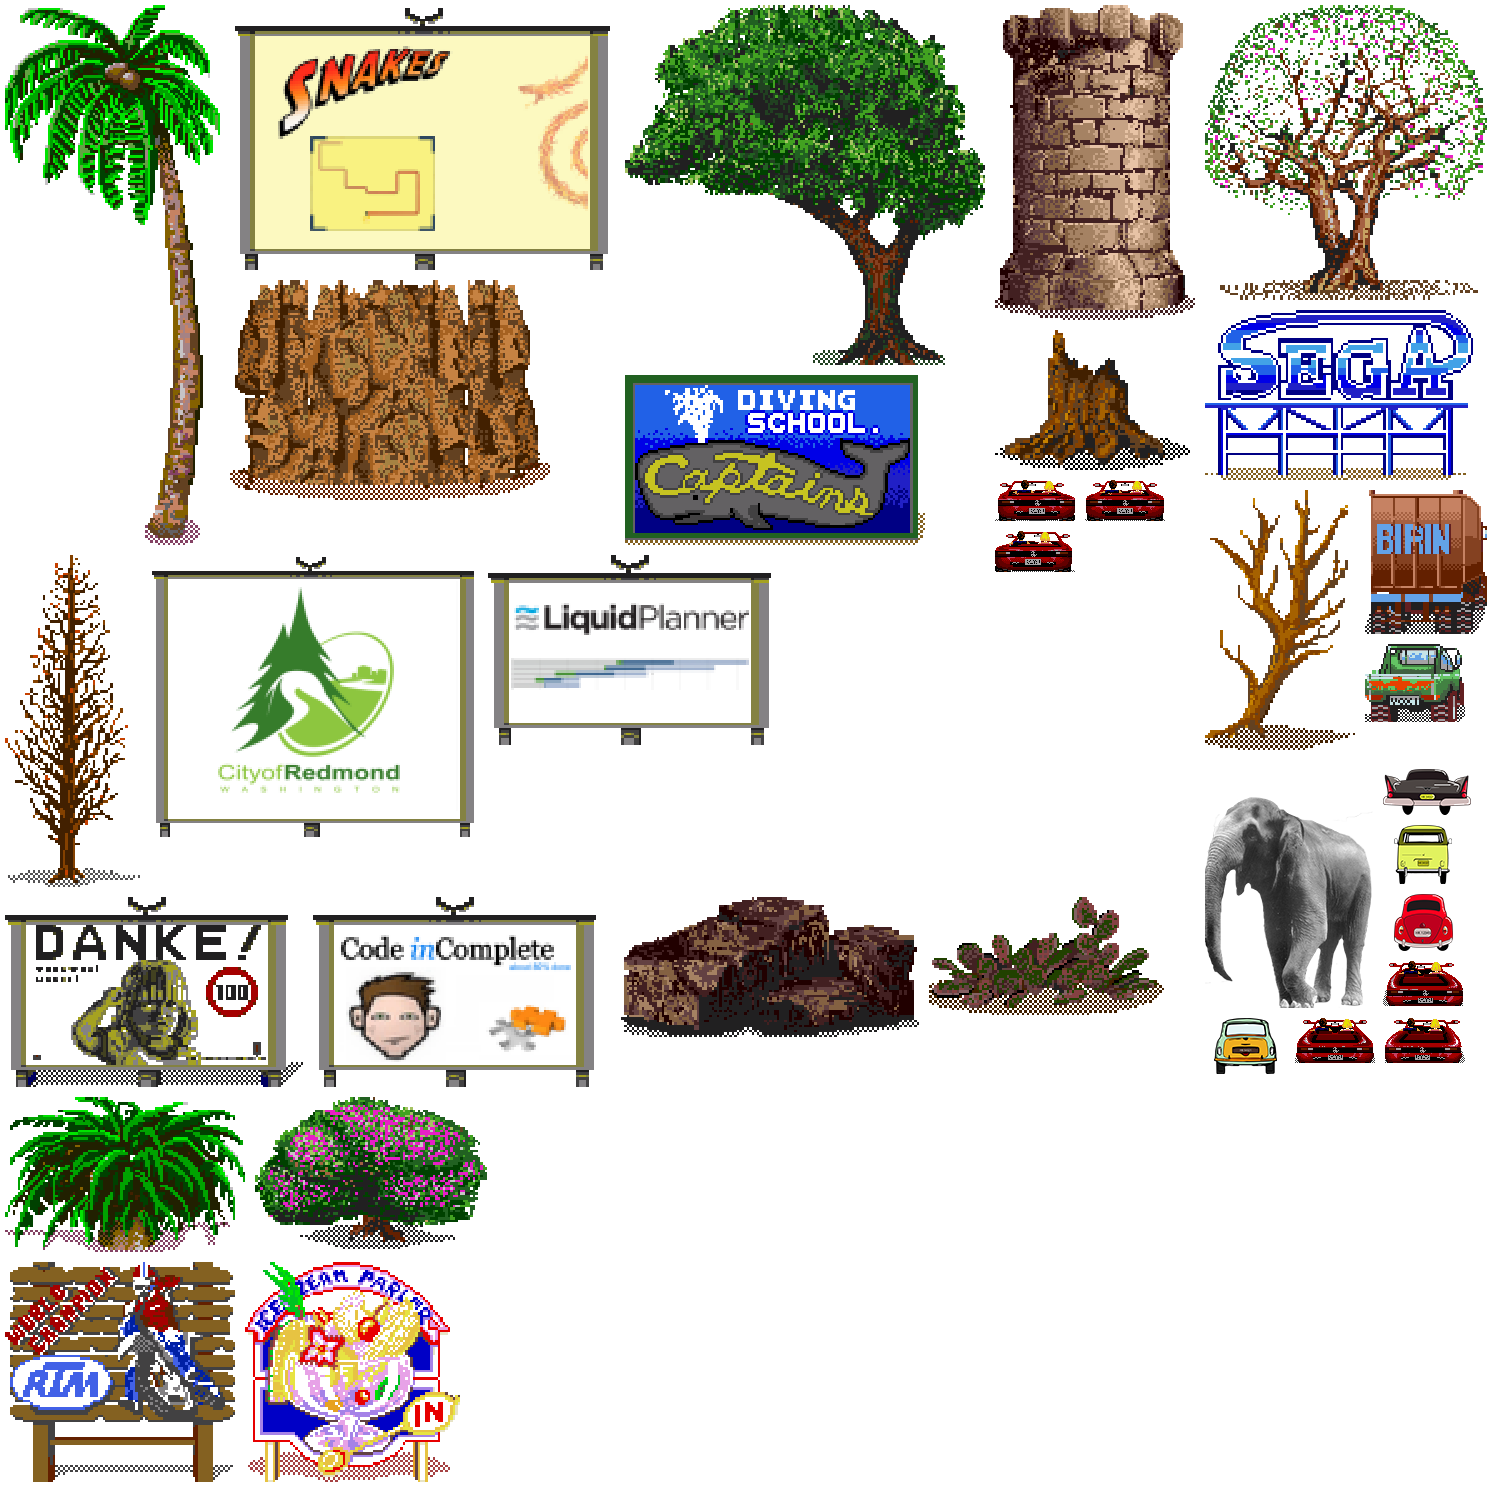 SNAKES
DIVING
SCHOOL.
Captains
SEGA
BIRIN
LiquidPlanner
CityofRedmond
WASHINGTON
DANKE!
100
Code inComplete
WORLD
CHAMPION
RTM
ICE CREAM PARLOR
IN